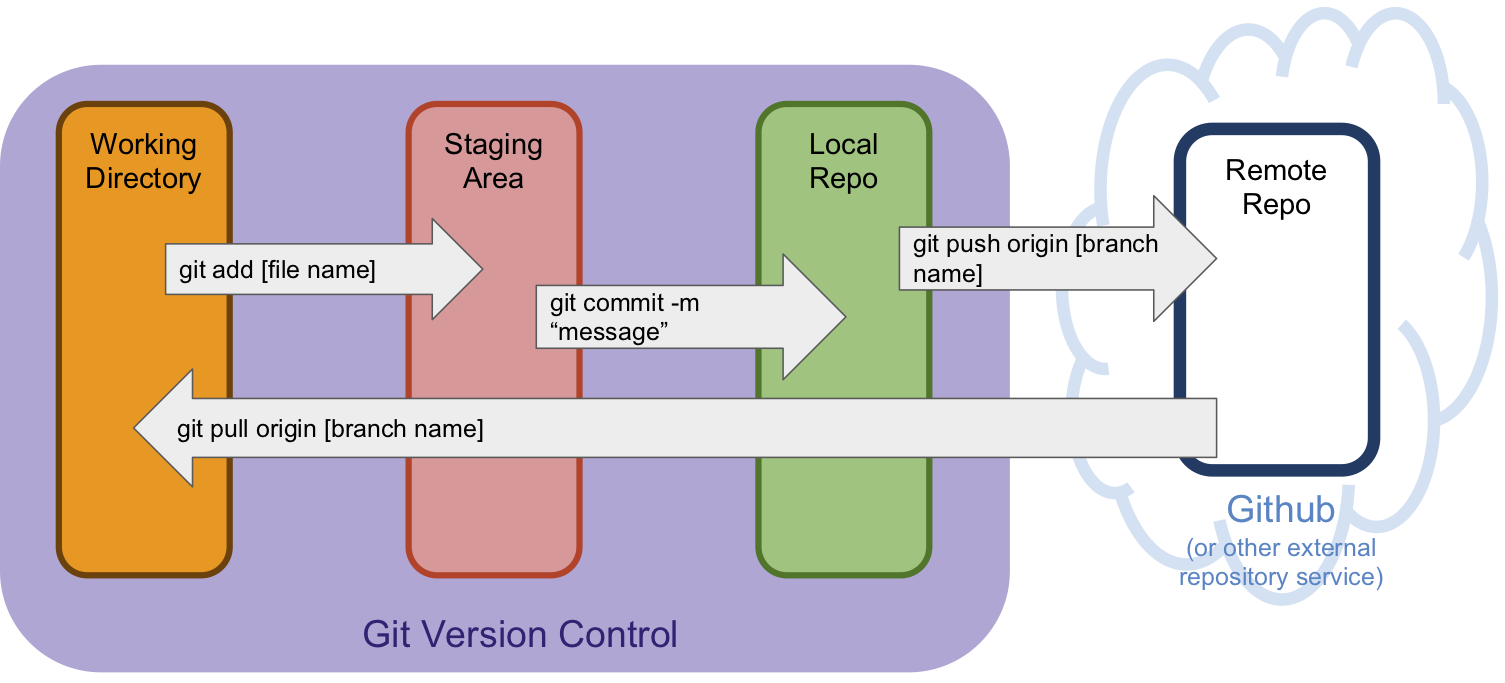 Working
Directory
Staging
Area
Local
Repo
Remote
Repo
git add [file name]
git commit -m
“message”
git push origin [branch
name]
git pull origin [branch name]
Github
(or other external
repository service)
Git Version Control